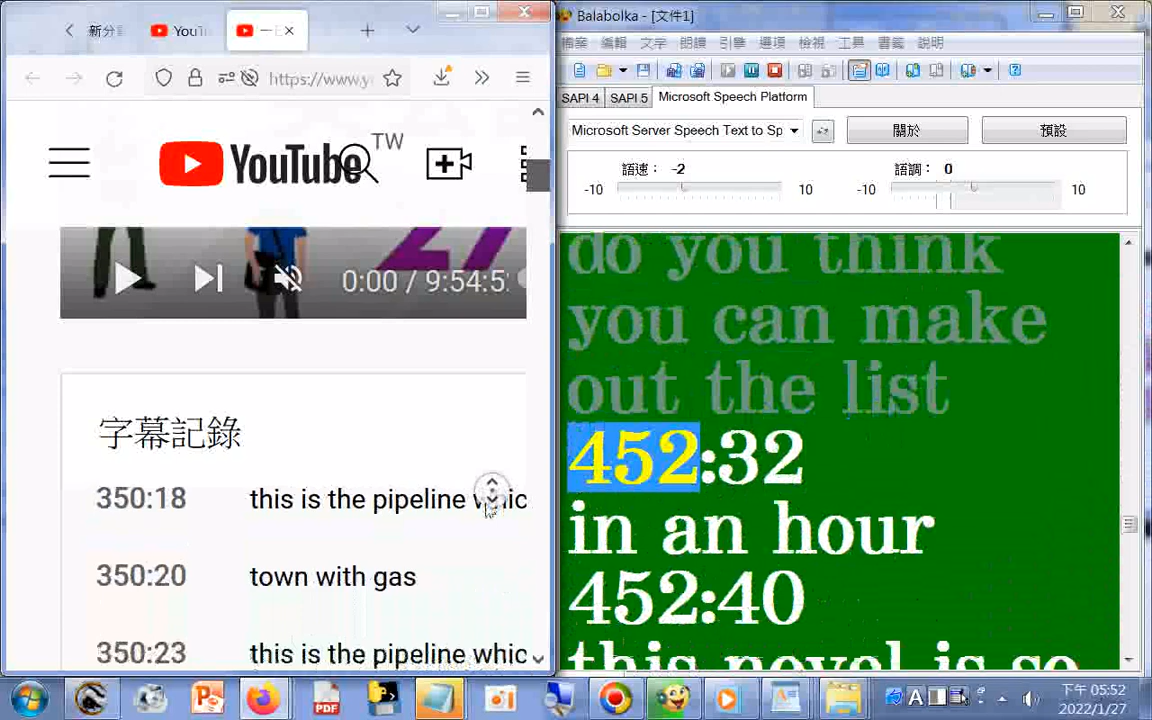 新分
YouT
一
https://www.y
YouTube
TW
27
0:00 / 9:54:5
字幕記錄
350:18 this is the pipeline whic
350:20 town with gas
350:23 this is the pipeline whic
Balabolka - [文件1]
檔案 編輯 文字 朗讀 引擎 選項 檢視 工具 書籤 說明
SAPI 4 SAPI 5 Microsoft Speech Platform
Microsoft Server Speech Text to Sp
關於
預設
語速： -2
語調： 0
-10 10 -10 10
do you think
you can make
out the list
452:32
in an hour
452:40
this novel is so
PDF
A
下午 05:52
2022/1/27